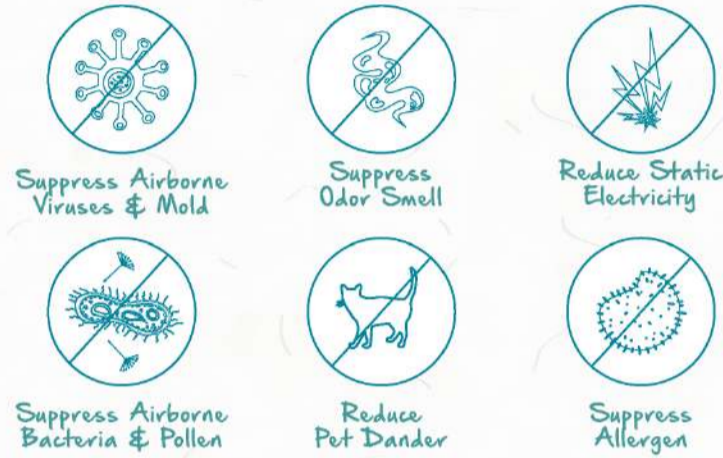 Suppress Airborne
Viruses & Mold
Suppress
Odor Smell
Reduce Static
Electricity
Suppress Airborne
Bacteria & Pollen
Reduce
Pet Dander
Suppress
Allergen